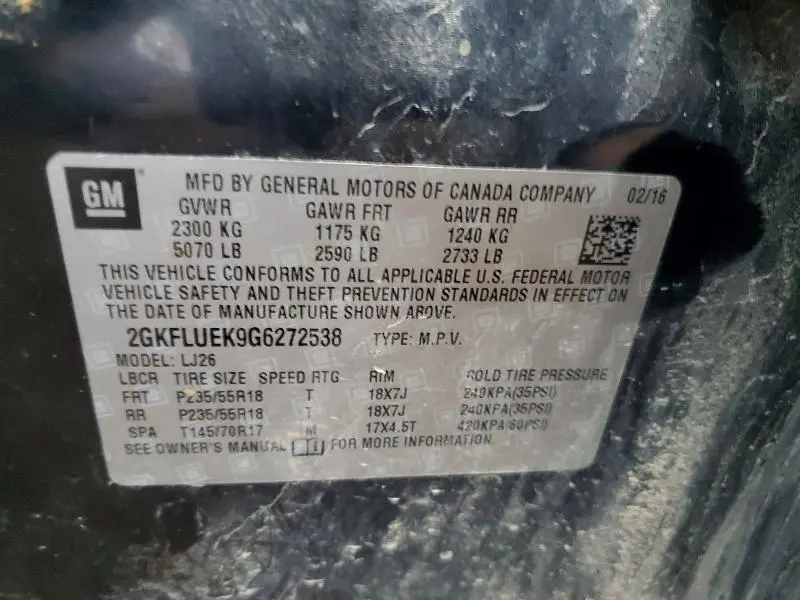 GM MFD BY GENERAL MOTORS OF CANADA COMPANY 02/16
GVWR GAWR FRT GAWR RR
2300 KG 1175 KG 1240 KG
5070 LB 2590 LB 2733 LB
THIS VEHICLE CONFORMS TO ALL APPLICABLE U.S. FEDERAL MOTOR
VEHICLE SAFETY AND THEFT PREVENTION STANDARDS IN EFFECT ON
THE DATE OF MANUFACTURE SHOWN ABOVE.
2GKFLUEK9G6272538 TYPE: M.P.V.
MODEL: LJ26
LBCR TIRE SIZE SPEED RTG RIM COLD TIRE PRESSURE
FRT P235/55R18 T 18X7J 240KPA(35PSI)
RR P235/55R18 T 18X7J 240KPA(35PSI)
SPA T145/70R17 M 17X4.5T 420KPA(60PSI)
SEE OWNER'S MANUAL FOR MORE INFORMATION.